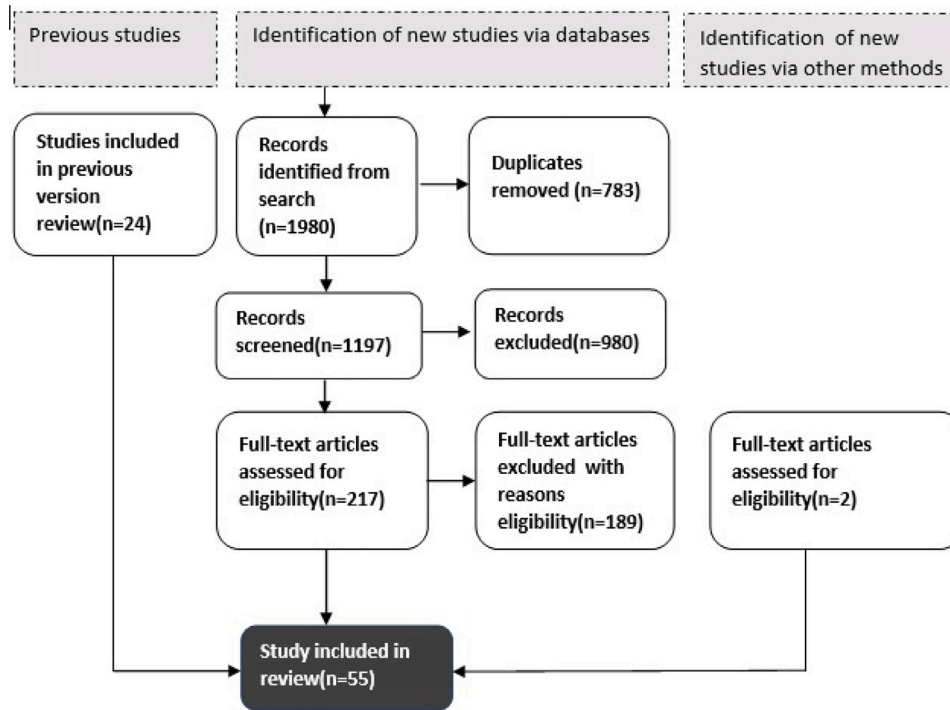 Previous studies
Identification of new studies via databases
Identification  of new
studies via other methods
Studies included
in previous
version
review(n=24)
Records
identified from
search
(n=1980)
Duplicates
removed (n=783)
Records
screened(n=1197)
Records
excluded(n=980)
Full-text articles
assessed for
eligibility(n=217)
Full-text articles
excluded  with
reasons
eligibility(n=189)
Full-text articles
assessed for
eligibility(n=2)
Study included in
review(n=55)